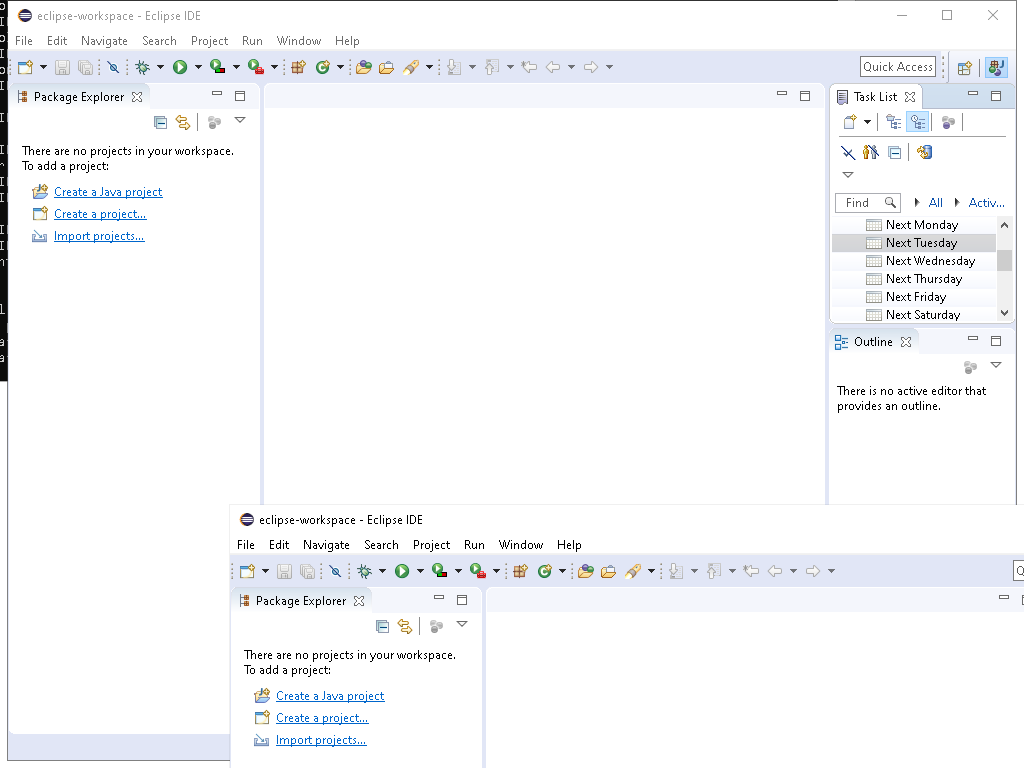 eclipse-workspace - Eclipse IDE
File Edit Navigate Search Project Run Window Help
Quick Access
Package Explorer
There are no projects in your workspace.
To add a project:
Create a Java project
Create a project...
Import projects...
Task List
Find All Activ...
Next Monday
Next Tuesday
Next Wednesday
Next Thursday
Next Friday
Next Saturday
Outline
There is no active editor that
provides an outline.
eclipse-workspace - Eclipse IDE
File Edit Navigate Search Project Run Window Help
Package Explorer
There are no projects in your workspace.
To add a project:
Create a Java project
Create a project...
Import projects...